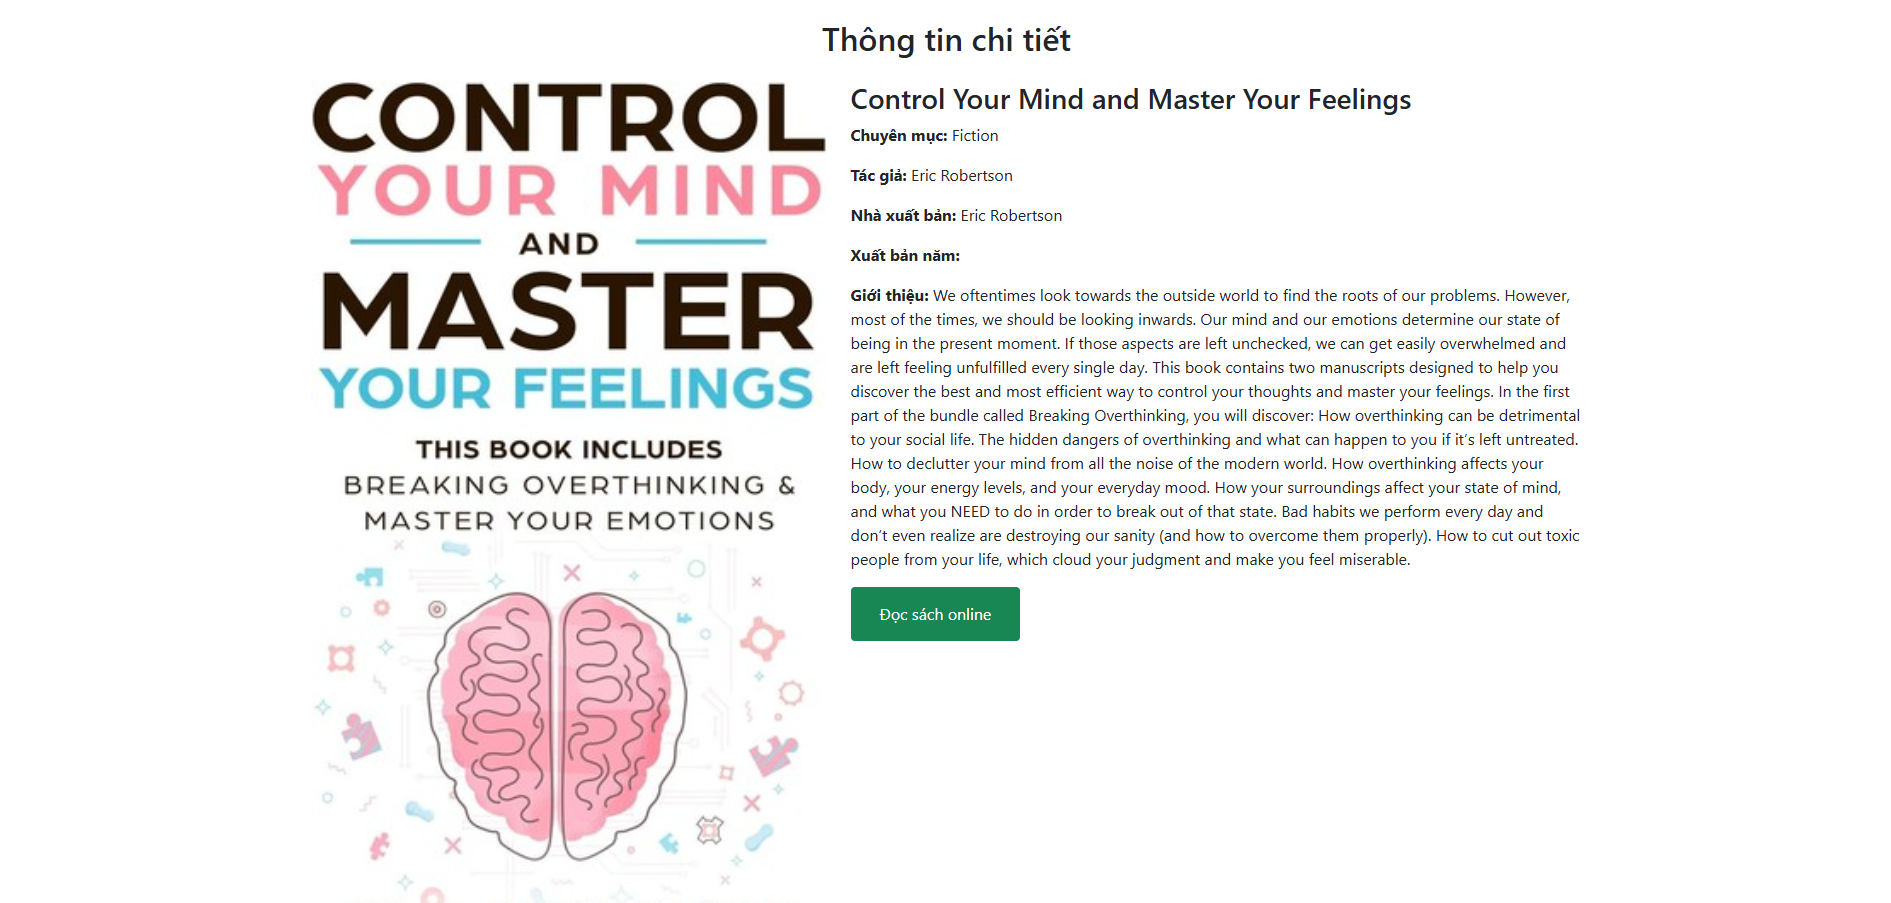 Thông tin chi tiết
CONTROL
YOUR MIND
AND
MASTER
YOUR FEELINGS
THIS BOOK INCLUDES
BREAKING OVERTHINKING &
MASTER YOUR EMOTIONS
Control Your Mind and Master Your Feelings
Chuyên mục: Fiction
Tác giả: Eric Robertson
Nhà xuất bản: Eric Robertson
Xuất bản năm:
Giới thiệu: We oftentimes look towards the outside world to find the roots of our problems. However,
most of the times, we should be looking inwards. Our mind and our emotions determine our state of
being in the present moment. If those aspects are left unchecked, we can get easily overwhelmed and
are left feeling unfulfilled every single day. This book contains two manuscripts designed to help you
discover the best and most efficient way to control your thoughts and master your feelings. In the first
part of the bundle called Breaking Overthinking, you will discover: How overthinking can be detrimental
to your social life. The hidden dangers of overthinking and what can happen to you if it’s left untreated.
How to declutter your mind from all the noise of the modern world. How overthinking affects your
body, your energy levels, and your everyday mood. How your surroundings affect your state of mind,
and what you NEED to do in order to break out of that state. Bad habits we perform every day and
don’t even realize are destroying our sanity (and how to overcome them properly). How to cut out toxic
people from your life, which cloud your judgment and make you feel miserable.
Đọc sách online